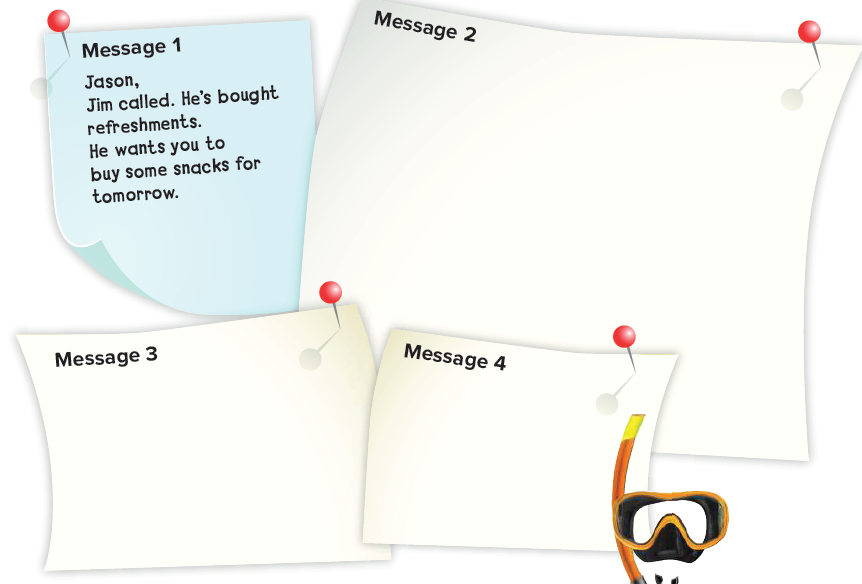 Message 1
Jason,
Jim called. He's bought
refreshments.
He wants you to
buy some snacks for
tomorrow.
Message 2
Message 3
Message 4